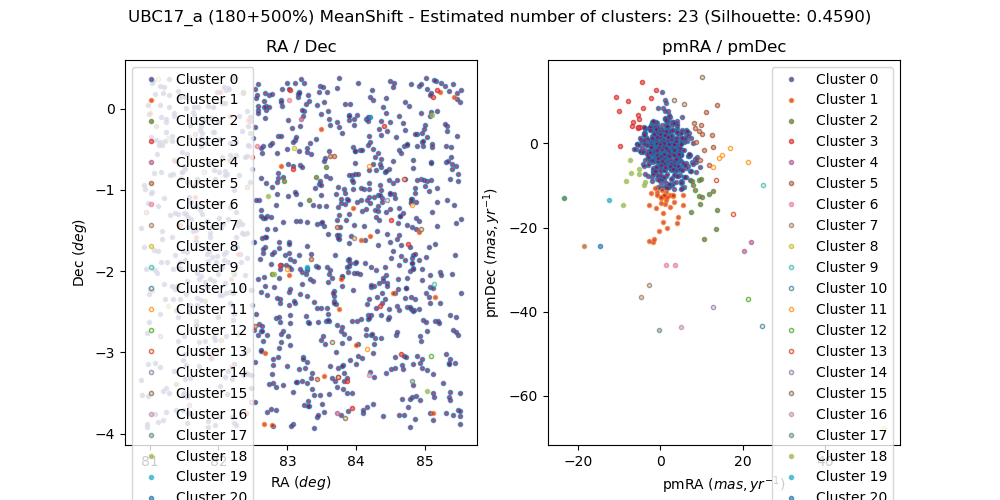 UBC17_a (180+500%) MeanShift - Estimated number of clusters: 23 (Silhouette: 0.4590)
RA / Dec
0
−1
−2
−3
−4
Dec (deg)
81
82
83
84
85
RA (deg)
Cluster 0
Cluster 1
Cluster 2
Cluster 3
Cluster 4
Cluster 5
Cluster 6
Cluster 7
Cluster 8
Cluster 9
Cluster 10
Cluster 11
Cluster 12
Cluster 13
Cluster 14
Cluster 15
Cluster 16
Cluster 17
Cluster 18
Cluster 19
Cluster 20
pmRA / pmDec
0
−20
−40
−60
pmDec (mas, yr⁻¹)
−20
0
20
40
pmRA (mas, yr⁻¹)
Cluster 0
Cluster 1
Cluster 2
Cluster 3
Cluster 4
Cluster 5
Cluster 6
Cluster 7
Cluster 8
Cluster 9
Cluster 10
Cluster 11
Cluster 12
Cluster 13
Cluster 14
Cluster 15
Cluster 16
Cluster 17
Cluster 18
Cluster 19
Cluster 20